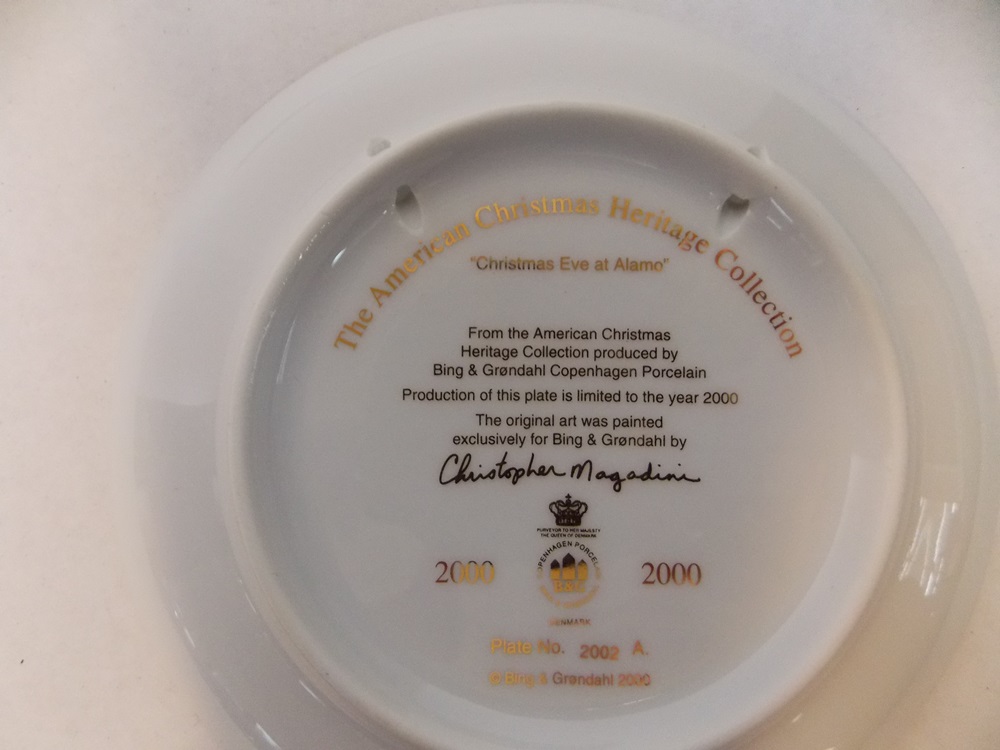 The American Christmas Heritage Collection
"Christmas Eve at Alamo"
From the American Christmas
Heritage Collection produced by
Bing & Grøndahl Copenhagen Porcelain
Production of this plate is limited to the year 2000
The original art was painted
exclusively for Bing & Grøndahl by
Christopher Magadini
PURVEYOR TO HER MAJESTY
THE QUEEN OF DENMARK
COPENHAGEN PORCELAIN
B&G
2000 2000
DENMARK
Plate No. 2002 A.
© Bing & Grøndahl 2000